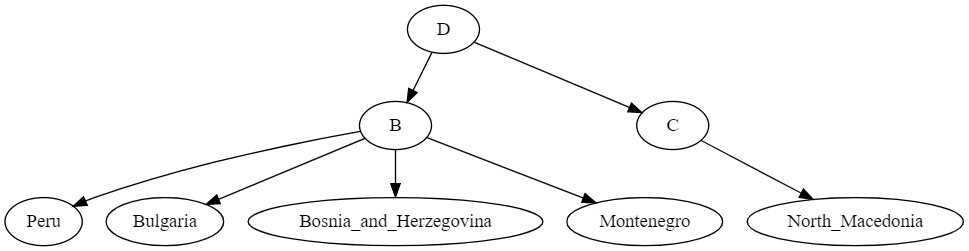 D
B
C
Peru
Bulgaria
Bosnia_and_Herzegovina
Montenegro
North_Macedonia